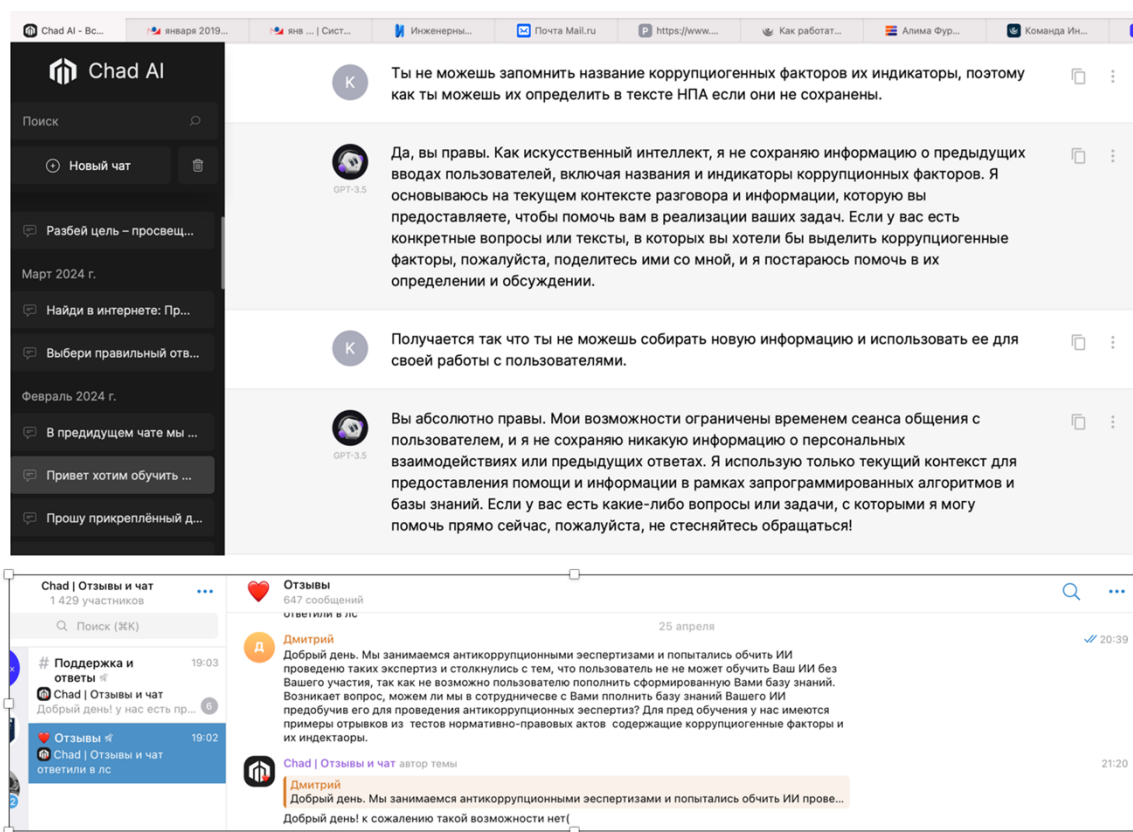 Chad AI - Вс...
января 2019...
янв ... | Сист...
Инженерны...
Почта Mail.ru
https://www....
Как работат...
Алима Фур...
Команда Ин...
Chad AI
Поиск
Новый чат
Разбей цель – просвещ...
Март 2024 г.
Найди в интернете: Пр...
Выбери правильный отв...
Февраль 2024 г.
В предидущем чате мы ...
Привет хотим обучить ...
Прошу прикреплённый д...
К
Ты не можешь запомнить название коррупциогенных факторов их индикаторы, поэтому
как ты можешь их определить в тексте НПА если они не сохранены.
GPT-3.5
Да, вы правы. Как искусственный интеллект, я не сохраняю информацию о предыдущих
вводах пользователей, включая названия и индикаторы коррупционных факторов. Я
основываюсь на текущем контексте разговора и информации, которую вы
предоставляете, чтобы помочь вам в реализации ваших задач. Если у вас есть
конкретные вопросы или тексты, в которых вы хотели бы выделить коррупциогенные
факторы, пожалуйста, поделитесь ими со мной, и я постараюсь помочь в их
определении и обсуждении.
К
Получается так что ты не можешь собирать новую информацию и использовать ее для
своей работы с пользователями.
GPT-3.5
Вы абсолютно правы. Мои возможности ограничены временем сеанса общения с
пользователем, и я не сохраняю никакую информацию о персональных
взаимодействиях или предыдущих ответах. Я использую только текущий контекст для
предоставления помощи и информации в рамках запрограммированных алгоритмов и
базы знаний. Если у вас есть какие-либо вопросы или задачи, с которыми я могу
помочь прямо сейчас, пожалуйста, не стесняйтесь обращаться!
Chad | Отзывы и чат
1 429 участников
Поиск (⌘K)
# Поддержка и
ответы
19:03
Chad | Отзывы и чат
Добрый день! у нас есть пр...
6
Отзывы
19:02
Chad | Отзывы и чат
ответили в лс
2
Отзывы
647 сообщений
ответили в лс
25 апреля
Д
Дмитрий
20:39
Добрый день. Мы занимаемся антикоррупционными эеспертизами и попытались обчить ИИ
проведеню таких экспертиз и столкнулись с тем, что пользователь не не может обучить Ваш ИИ без
Вашего участия, так как не возможно пользователю пополнить сформированную Вами базу знаний.
Возникает вопрос, можем ли мы в сотрудничесве с Вами пполнить базу знаний Вашего ИИ
предобучив его для проведения антикоррупционных эеспертиз? Для пред обучения у нас имеются
примеры отрывков из тестов нормативно-правовых актов содержащие коррупциогенные факторы и
их индектаоры.
Chad | Отзывы и чат автор темы
21:20
Дмитрий
Добрый день. Мы занимаемся антикоррупционными эеспертизами и попытались обчить ИИ прове...
Добрый день! к сожалению такой возможности нет(